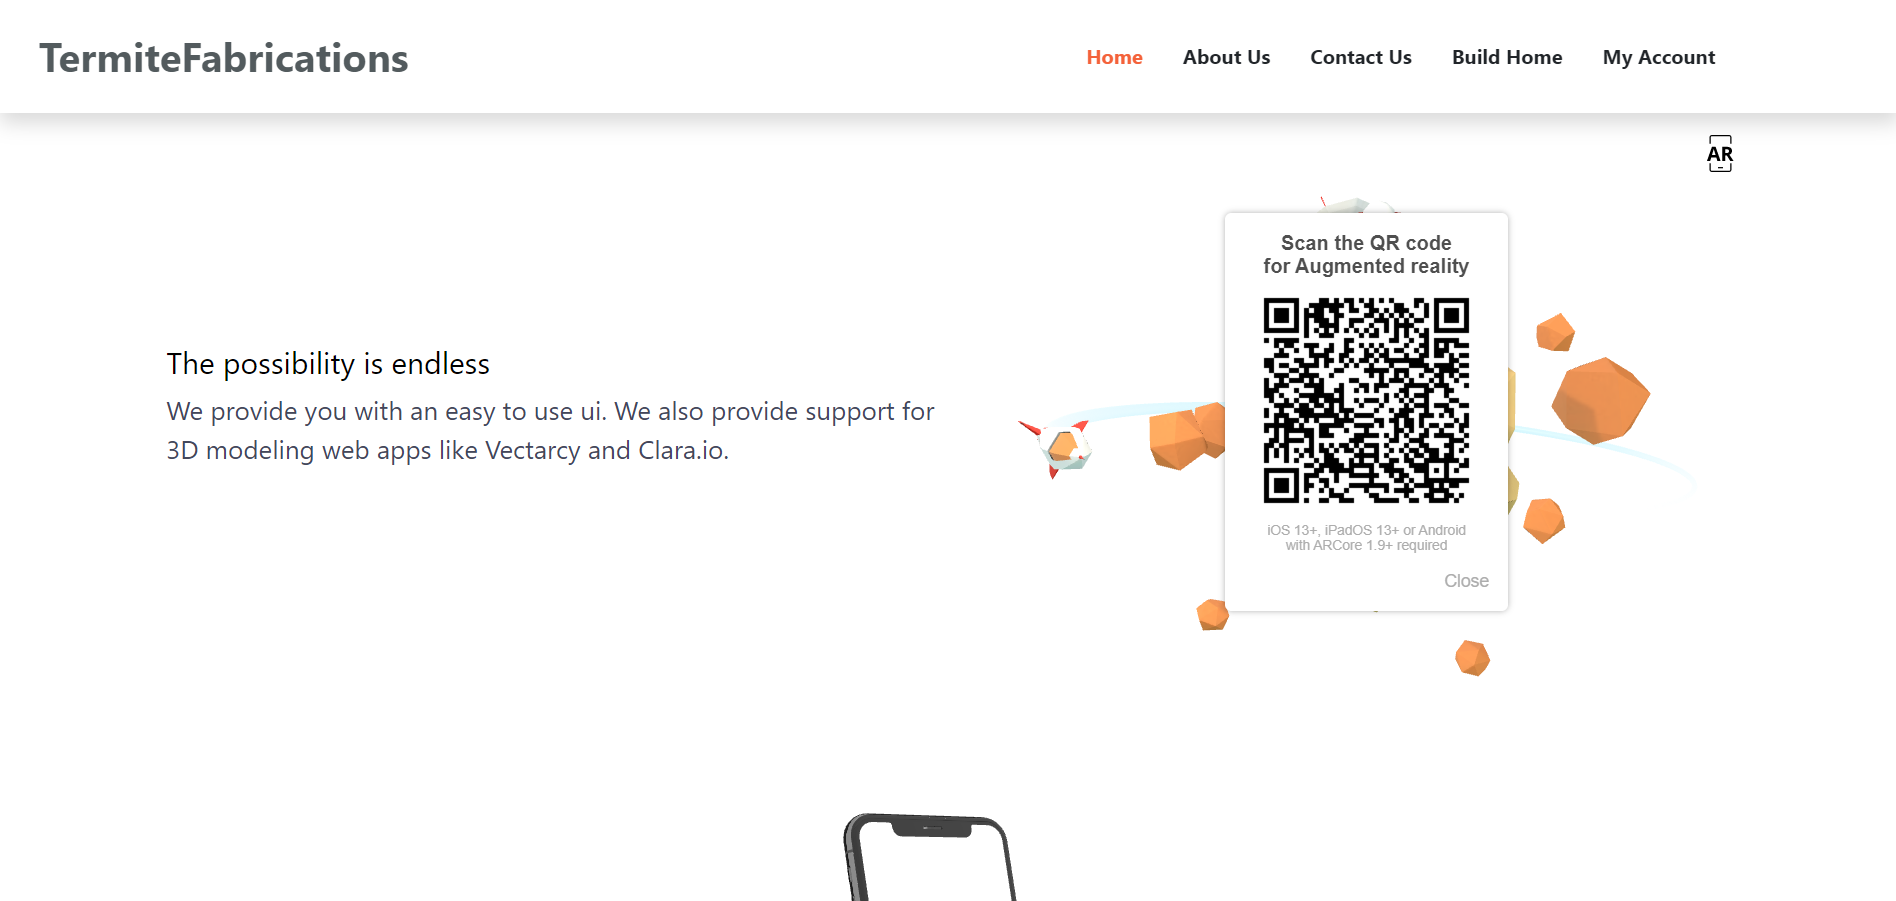 TermiteFabrications
Home About Us Contact Us Build Home My Account
AR
The possibility is endless
We provide you with an easy to use ui. We also provide support for
3D modeling web apps like Vectarcy and Clara.io.
Scan the QR code
for Augmented reality
iOS 13+, iPadOS 13+ or Android
with ARCore 1.9+ required
Close